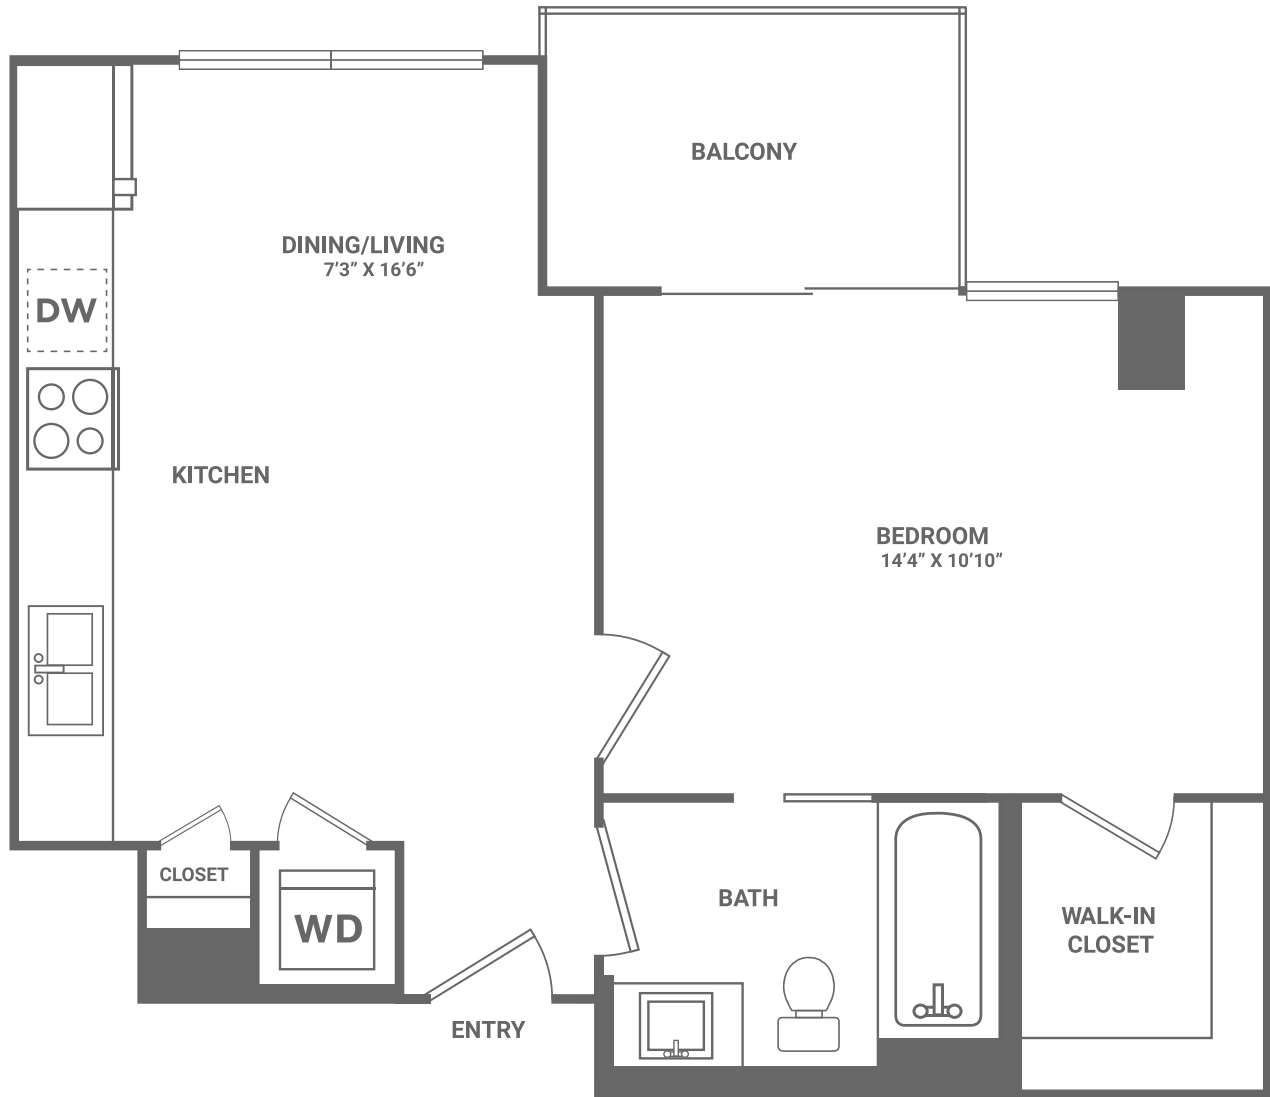 BALCONY
DINING/LIVING
7’3” X 16’6”
DW
KITCHEN
BEDROOM
14’4” X 10’10”
CLOSET
WD
BATH
WALK-IN
CLOSET
ENTRY